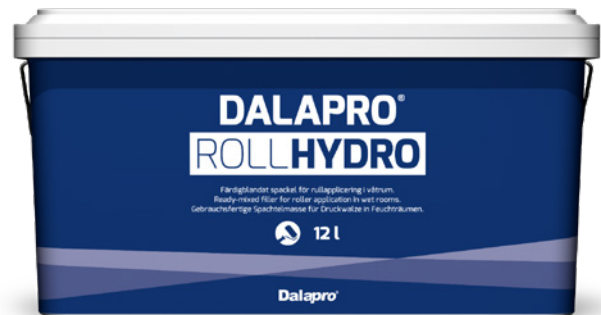 DALAPRO®
ROLLHYDRO
Färdigblandat spackel för rullapplicering i våtrum.
Ready-mixed filler for roller application in wet rooms.
Gebrauchsfertige Spachtelmasse für Druckwalze in Feuchträumen.
12 l
Dalapro®